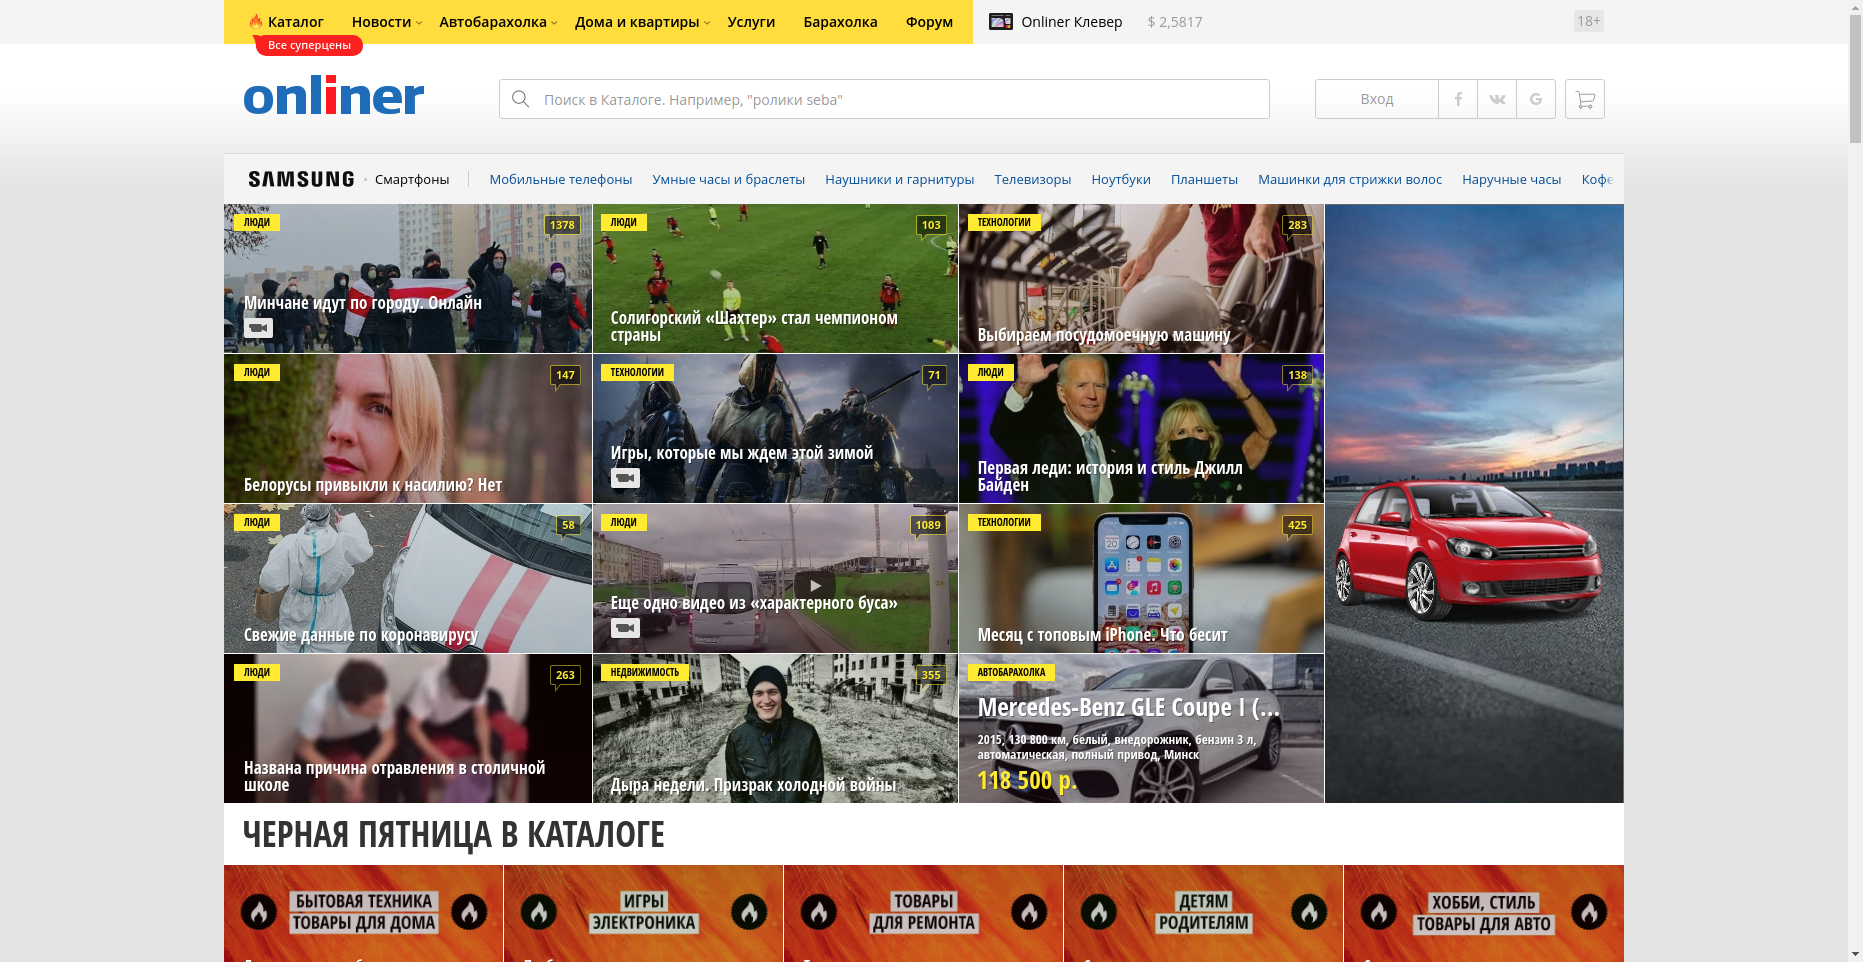 Каталог
Новости
Автобарахолка
Дома и квартиры
Услуги
Барахолка
Форум
Onliner Клевер
$ 2,5817
18+
Все суперцены
onliner
Поиск в Каталоге. Например, "ролики seba"
Вход
SAMSUNG
Смартфоны
Мобильные телефоны
Умные часы и браслеты
Наушники и гарнитуры
Телевизоры
Ноутбуки
Планшеты
Машинки для стрижки волос
Наручные часы
Кофе
ЛЮДИ
1378
Минчане идут по городу. Онлайн
ЛЮДИ
103
Солигорский «Шахтер» стал чемпионом
страны
ТЕХНОЛОГИИ
283
Выбираем посудомоечную машину
ЛЮДИ
147
Белорусы привыкли к насилию? Нет
ТЕХНОЛОГИИ
71
Игры, которые мы ждем этой зимой
ЛЮДИ
138
Первая леди: история и стиль Джилл
Байден
ЛЮДИ
58
Свежие данные по коронавирусу
ЛЮДИ
1089
Еще одно видео из «характерного буса»
ТЕХНОЛОГИИ
425
Месяц с топовым iPhone. Что бесит
ЛЮДИ
263
Названа причина отравления в столичной
школе
НЕДВИЖИМОСТЬ
355
Дыра недели. Призрак холодной войны
АВТОБАРАХОЛКА
Mercedes-Benz GLE Coupe I (...
2015, 130 800 км, белый, внедорожник, бензин 3 л,
автоматическая, полный привод, Минск
118 500 р.
ЧЕРНАЯ ПЯТНИЦА В КАТАЛОГЕ
БЫТОВАЯ ТЕХНИКА
ТОВАРЫ ДЛЯ ДОМА
ИГРЫ
ЭЛЕКТРОНИКА
ТОВАРЫ
ДЛЯ РЕМОНТА
ДЕТЯМ
РОДИТЕЛЯМ
ХОББИ, СТИЛЬ
ТОВАРЫ ДЛЯ АВТО